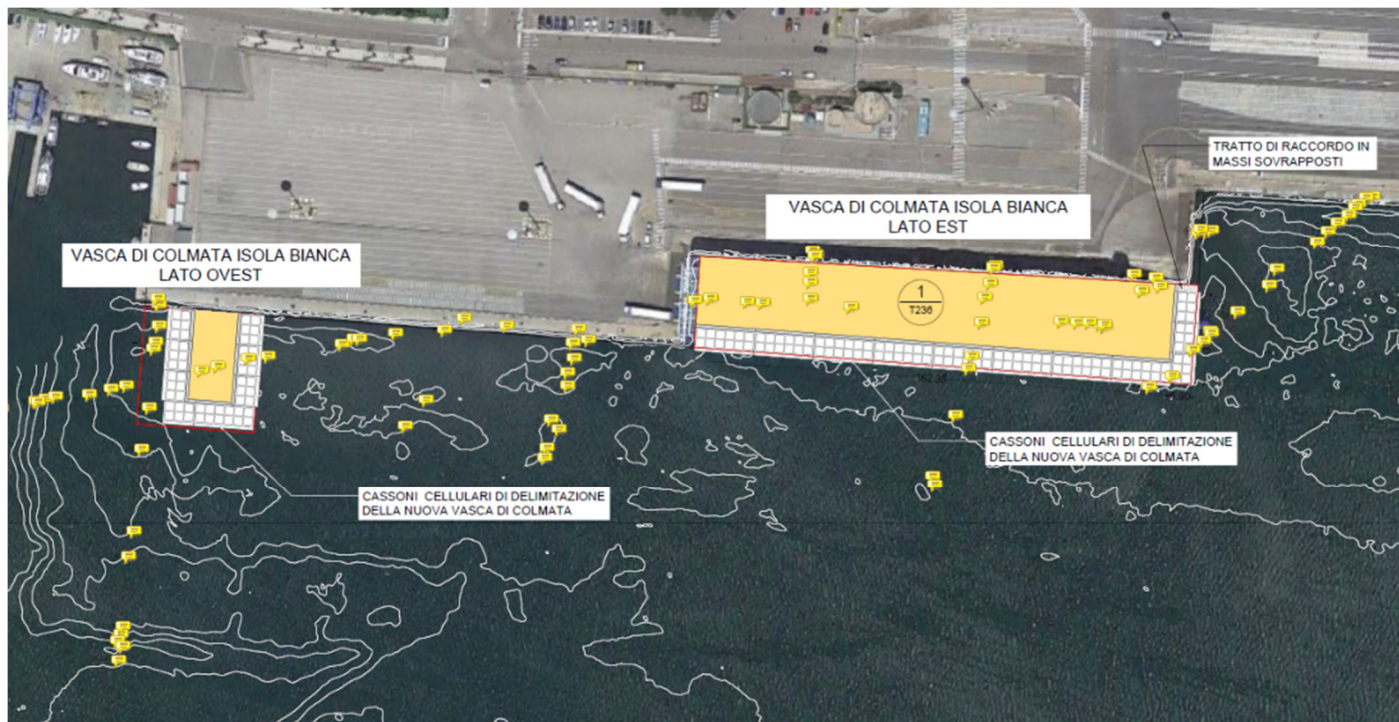 TRATTO DI RACCORDO IN
MASSI SOVRAPPOSTI
VASCA DI COLMATA ISOLA BIANCA
LATO EST
VASCA DI COLMATA ISOLA BIANCA
LATO OVEST
1
T236
CASSONI CELLULARI DI DELIMITAZIONE
DELLA NUOVA VASCA DI COLMATA
CASSONI CELLULARI DI DELIMITAZIONE
DELLA NUOVA VASCA DI COLMATA